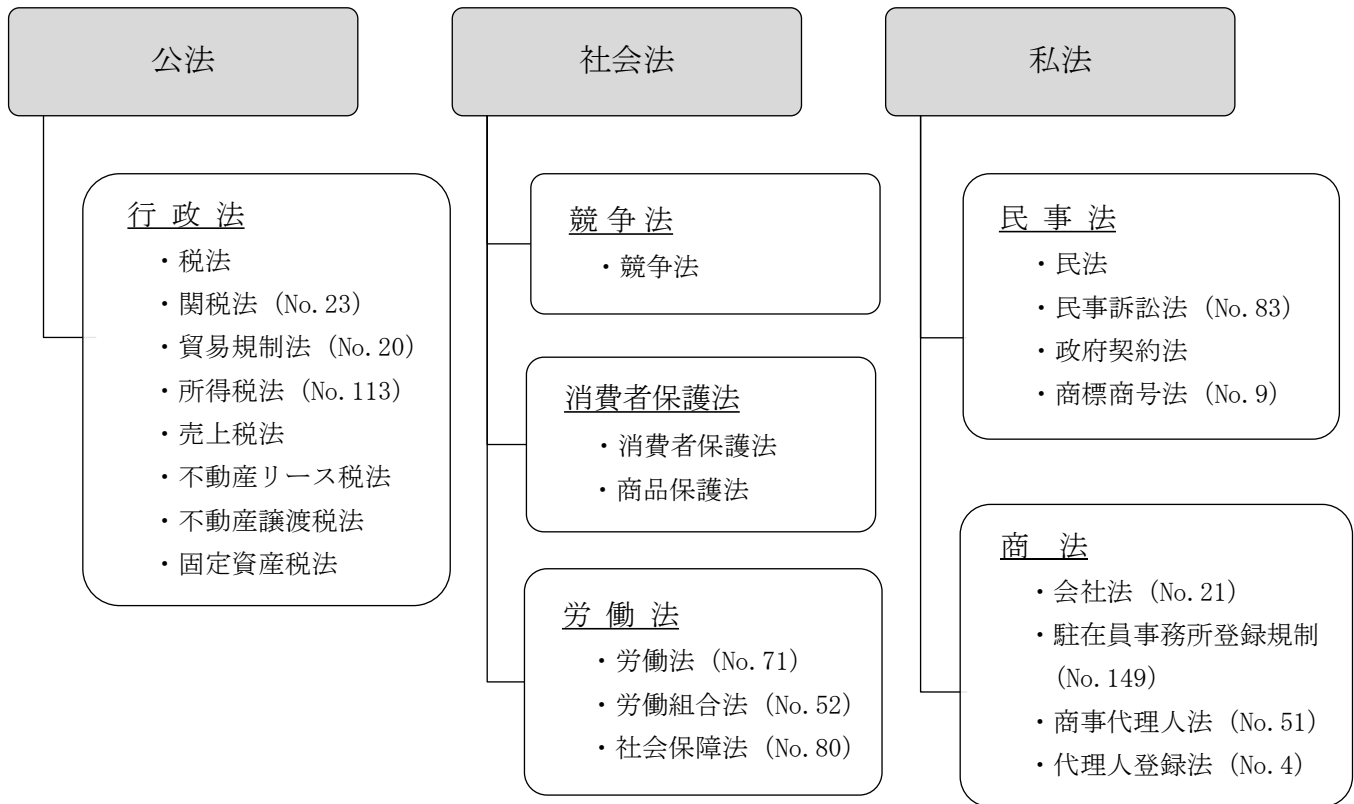 公法
行 政 法
・税法
・関税法 (No.23)
・貿易規制法 (No.20)
・所得税法 (No.113)
・売上税法
・不動産リース税法
・不動産譲渡税法
・固定資産税法
社会法
競 争 法
・競争法
消費者保護法
・消費者保護法
・商品保護法
労 働 法
・労働法 (No.71)
・労働組合法 (No.52)
・社会保障法 (No.80)
私法
民 事 法
・民法
・民事訴訟法 (No.83)
・政府契約法
・商標商号法 (No.9)
商 法
・会社法 (No.21)
・駐在員事務所登録規制
(No.149)
・商事代理人法 (No.51)
・代理人登録法 (No.4)